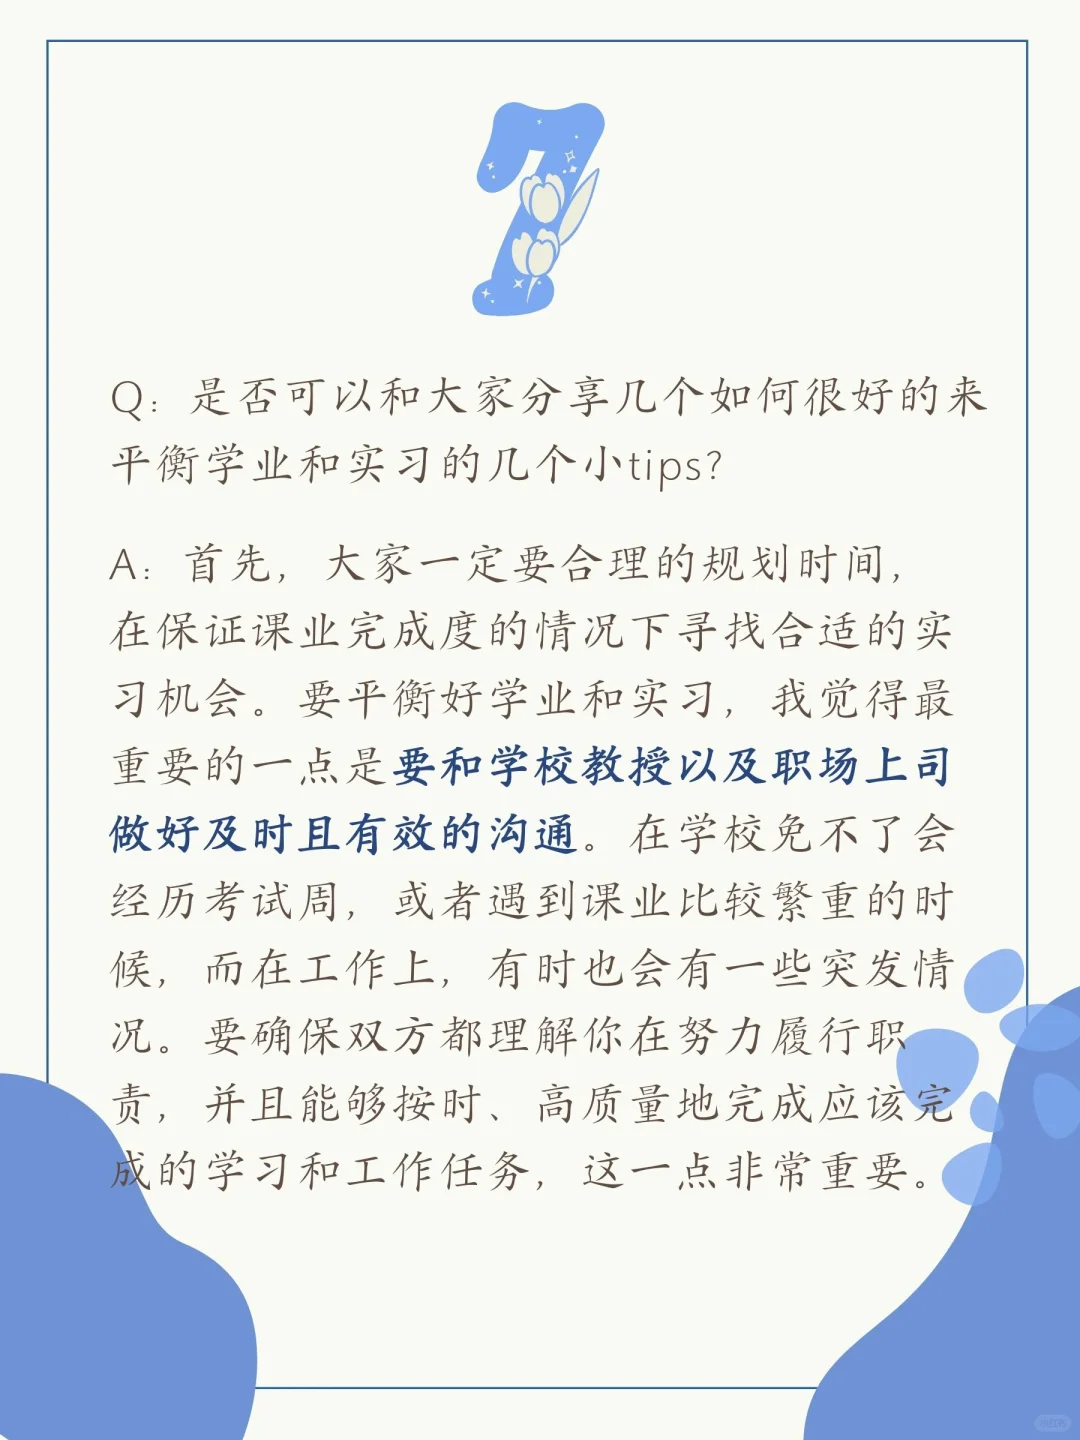 7
Q：是否可以和大家分享几个如何很好的来
平衡学业和实习的几个小tips？
A：首先，大家一定要合理的规划时间，
在保证课业完成度的情况下寻找合适的实
习机会。要平衡好学业和实习，我觉得最
重要的一点是要和学校教授以及职场上司
做好及时且有效的沟通。在学校免不了会
经历考试周，或者遇到课业比较繁重的时
候，而在工作上，有时也会有一些突发情
况。要确保双方都理解你在努力履行职
责，并且能够按时、高质量地完成应该完
成的学习和工作任务，这一点非常重要。
小红书